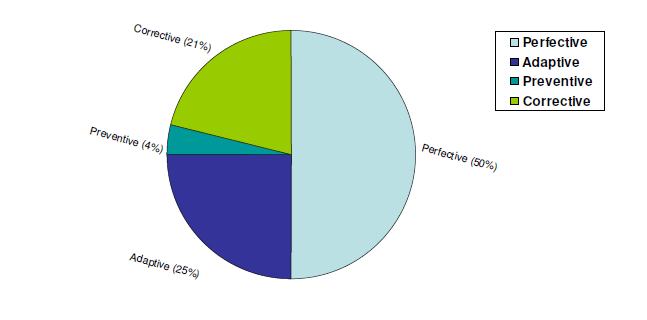 Corrective (21%)
Preventive (4%)
Adaptive (25%)
Perfective (50%)
Perfective
Adaptive
Preventive
Corrective